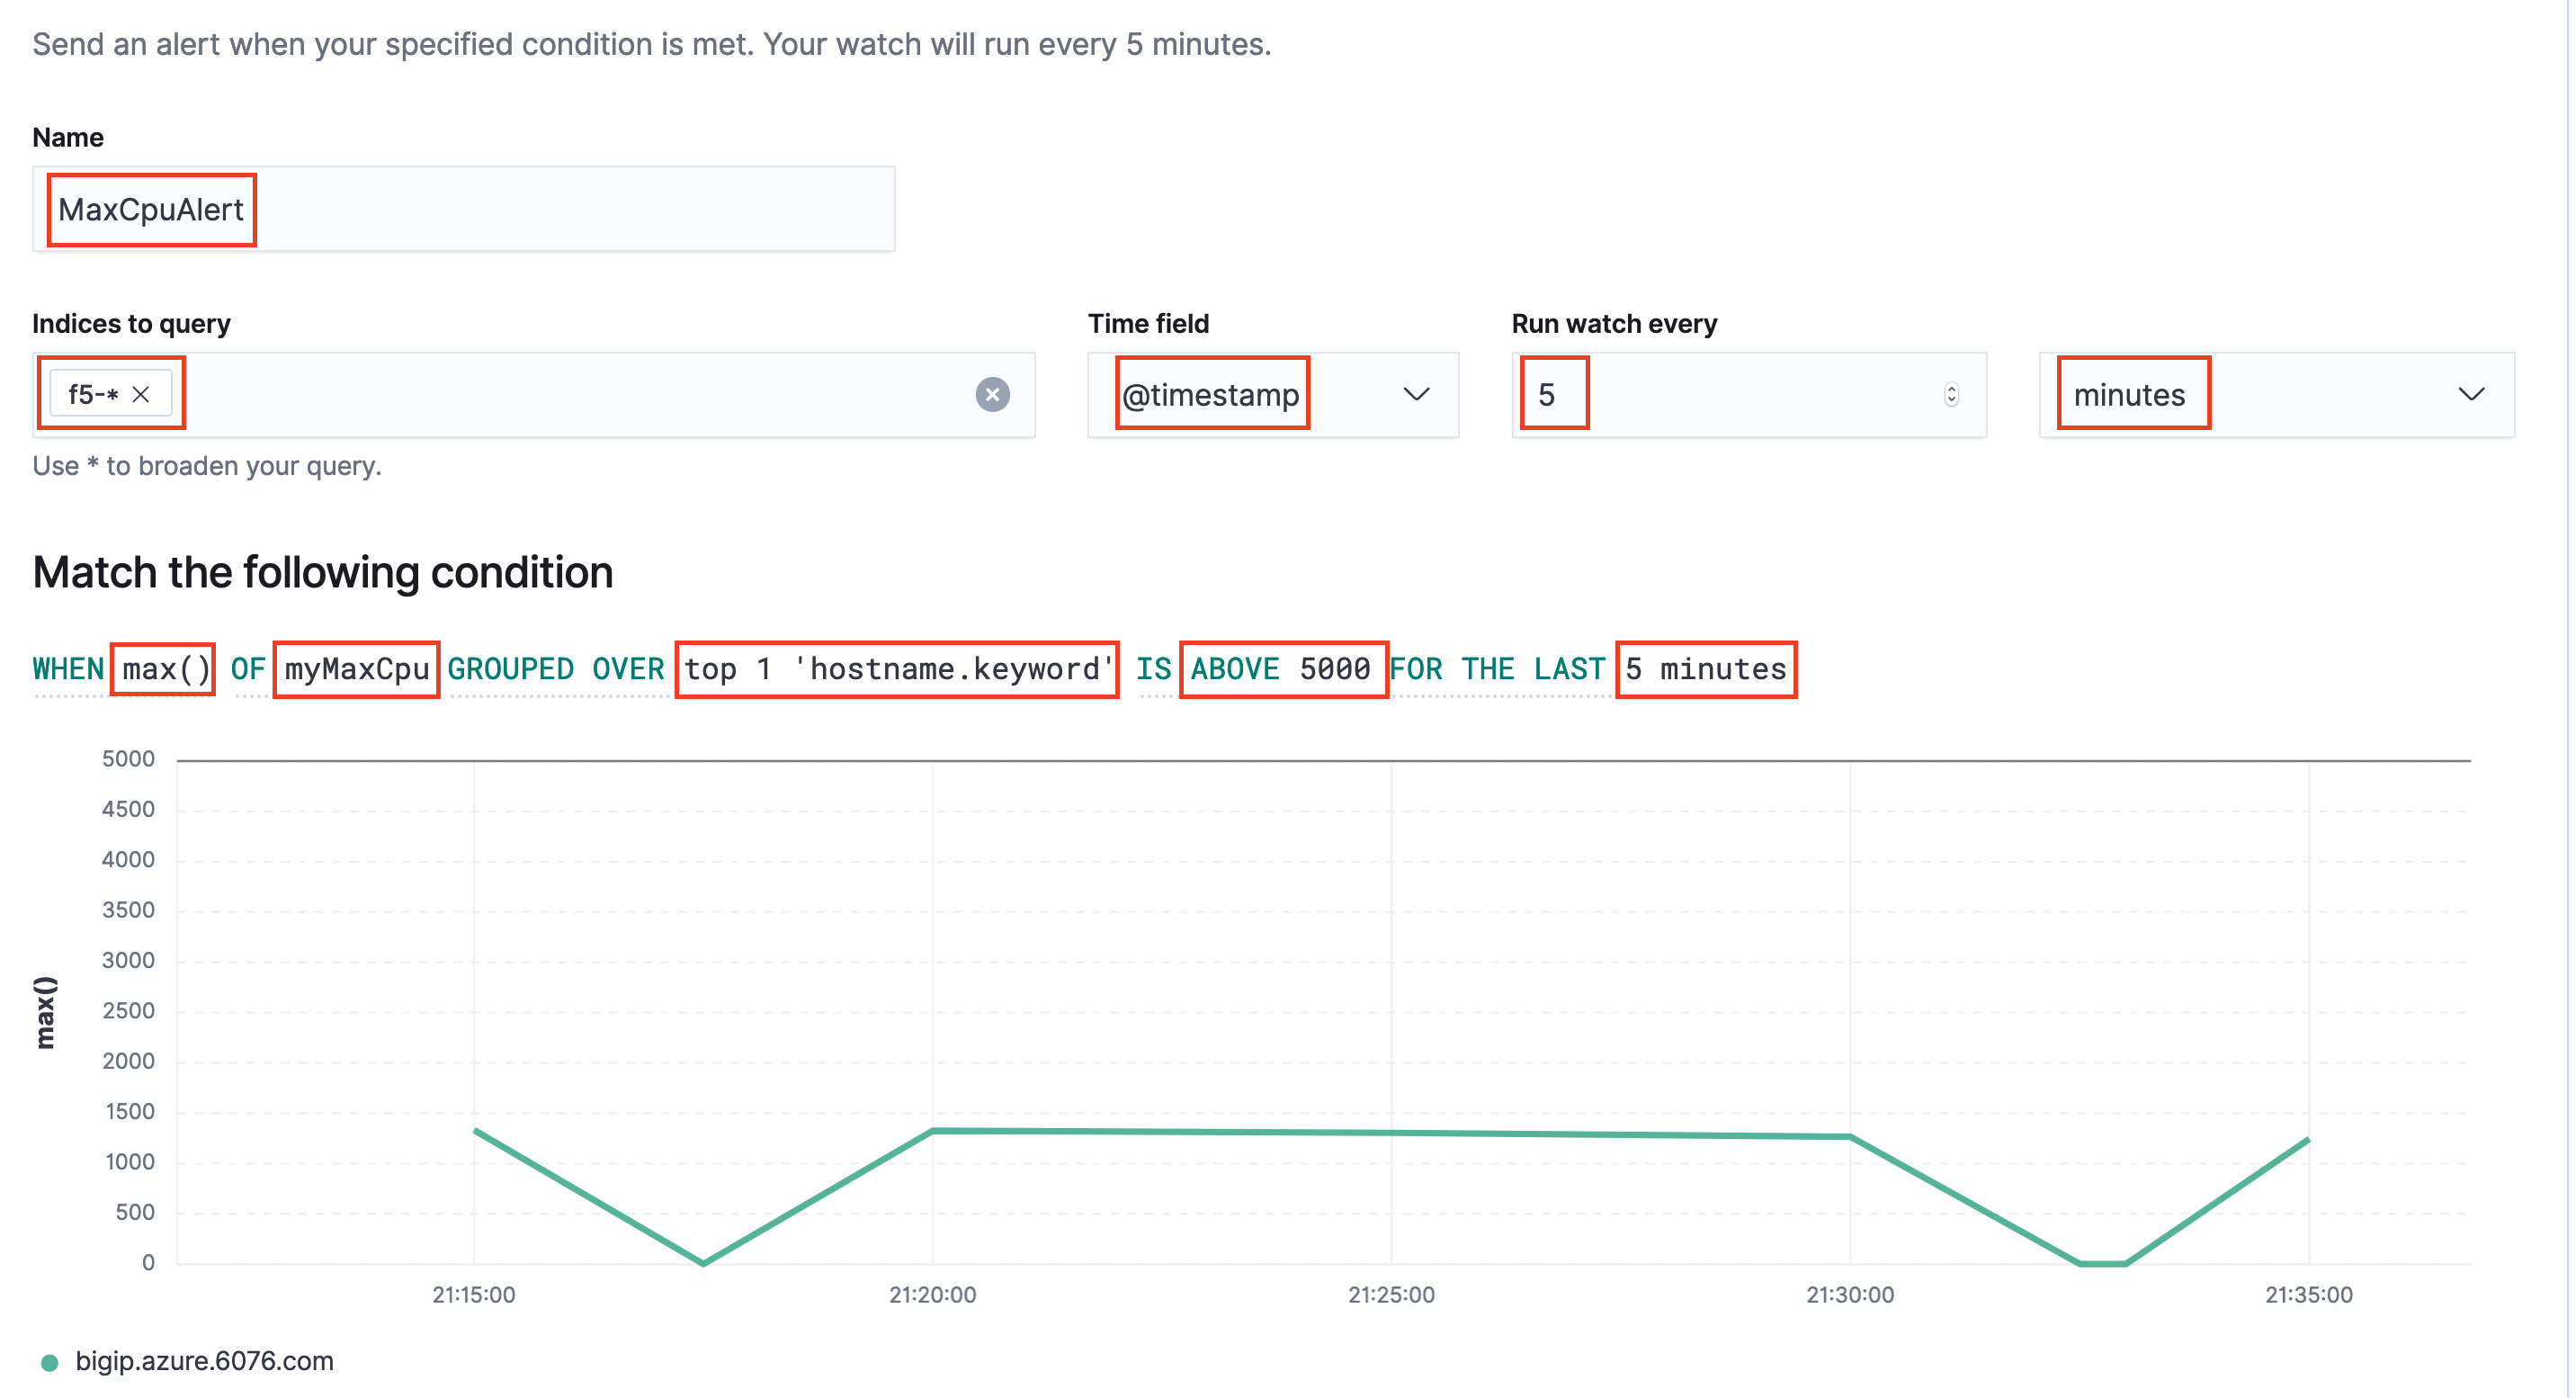 Send an alert when your specified condition is met. Your watch will run every 5 minutes.
Name
MaxCpuAlert
Indices to query
Time field
Run watch every
f5-*
@timestamp
5
minutes
Use * to broaden your query.
Match the following condition
WHEN max() OF myMaxCpu GROUPED OVER top 1 'hostname.keyword' IS ABOVE 5000 FOR THE LAST 5 minutes
max()
5000
4500
4000
3500
3000
2500
2000
1500
1000
500
0
21:15:00
21:20:00
21:25:00
21:30:00
21:35:00
bigip.azure.6076.com